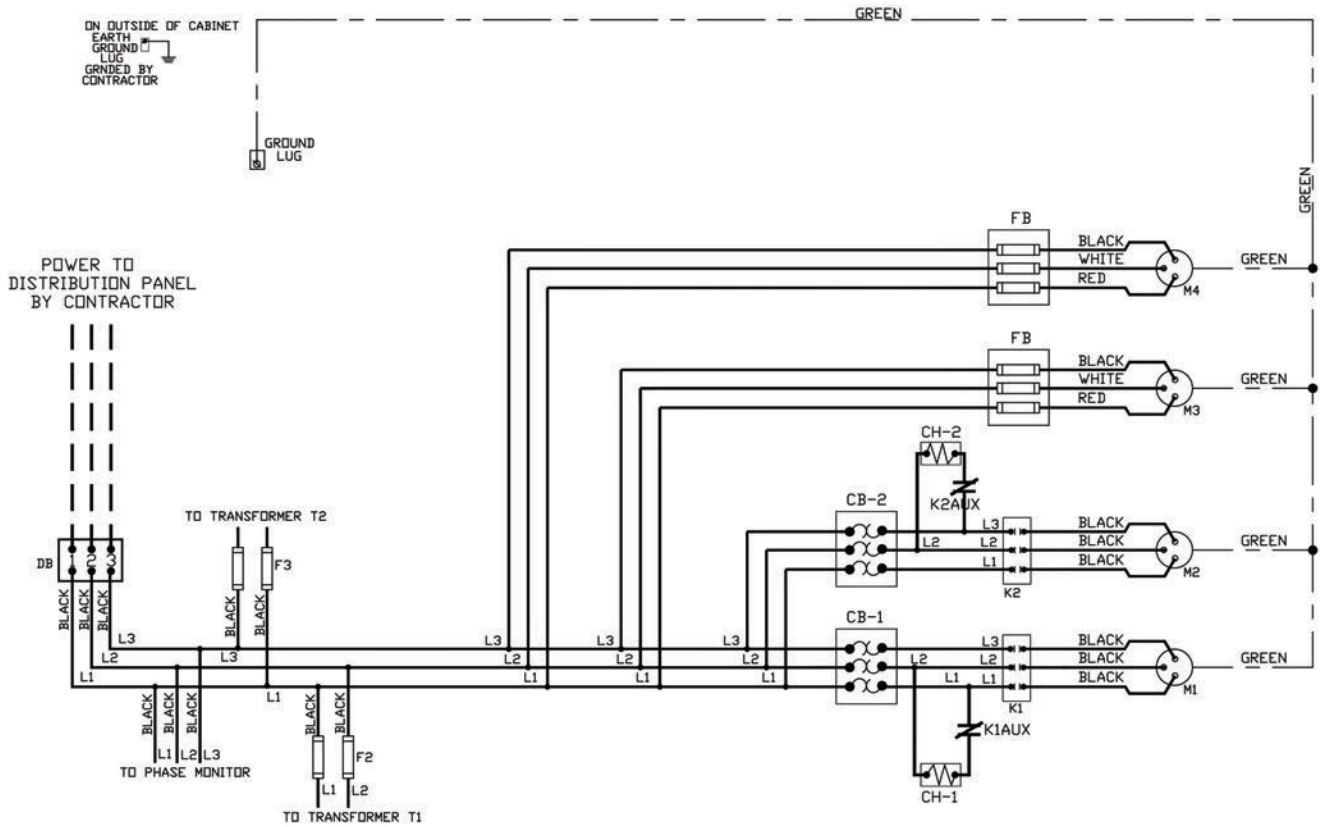 GREEN
ON OUTSIDE OF CABINET
EARTH
GROUND
LUG
GRNDED BY
CONTRACTOR
GROUND
LUG
GREEN
POWER TO
DISTRIBUTION PANEL
BY CONTRACTOR
FB
BLACK
WHITE
RED
M4
GREEN
FB
BLACK
WHITE
RED
M3
GREEN
CH-2
K2AUX
CB-2
L3
L2
L2
L1
K2
BLACK
BLACK
BLACK
M2
GREEN
TO TRANSFORMER T2
F3
BLACK
BLACK
DB
1
2
3
BLACK
BLACK
BLACK
L3
L2
L1
L3
L1
L3
L2
L1
L3
L2
L1
L3
L2
L1
CB-1
L2
L1
L3
L2
L1
K1
BLACK
BLACK
BLACK
M1
GREEN
K1AUX
CH-1
BLACK
BLACK
BLACK
L1
L2
L3
TO PHASE MONITOR
BLACK
BLACK
F2
L1
L2
TO TRANSFORMER T1